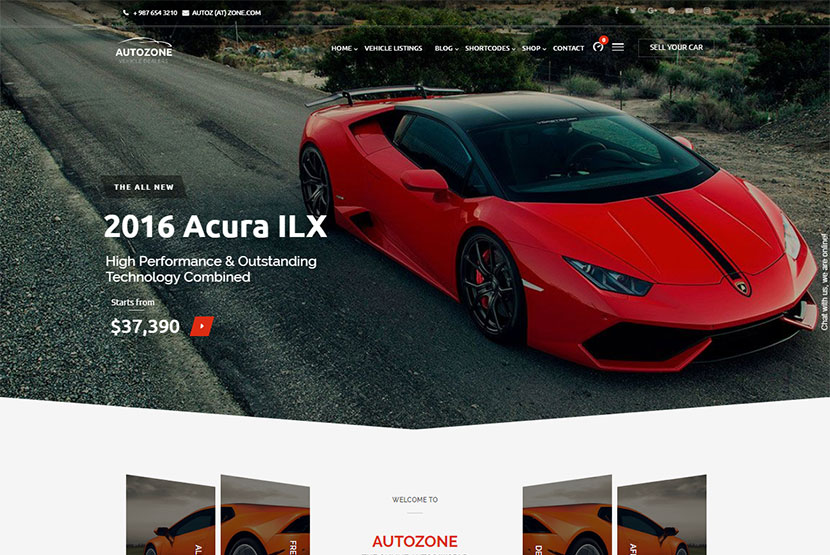 + 987 654 3210 AUTOZ (AT) ZONE.COM
AUTOZONE
VEHICLE DEALERS
HOME VEHICLE LISTINGS BLOG SHORTCODES SHOP CONTACT 0 SELL YOUR CAR
THE ALL NEW
2016 Acura ILX
High Performance & Outstanding
Technology Combined
Starts from
$37,390
Chat with us, we are online!
WELCOME TO
AUTOZONE